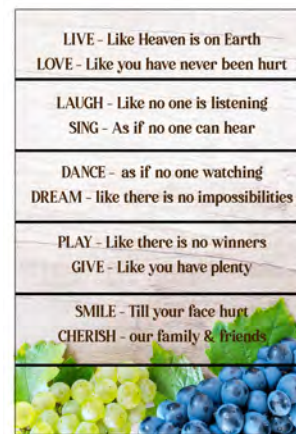 LIVE - Like Heaven is on Earth
LOVE - Like you have never been hurt
LAUGH - Like no one is listening
SING - As if no one can hear
DANCE - as if no one watching
DREAM - like there is no impossibilities
PLAY - Like there is no winners
GIVE - Like you have plenty
SMILE - Till your face hurt
CHERISH - our family & friends